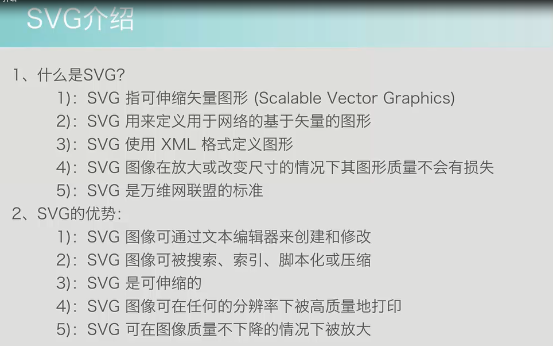 SVG介绍
1、什么是SVG?
1)：SVG 指可伸缩矢量图形 (Scalable Vector Graphics)
2)：SVG 用来定义用于网络的基于矢量的图形
3)：SVG 使用 XML 格式定义图形
4)：SVG 图像在放大或改变尺寸的情况下其图形质量不会有损失
5)：SVG 是万维网联盟的标准
2、SVG的优势：
1)：SVG 图像可通过文本编辑器来创建和修改
2)：SVG 图像可被搜索、索引、脚本化或压缩
3)：SVG 是可伸缩的
4)：SVG 图像可在任何的分辨率下被高质量地打印
5)：SVG 可在图像质量不下降的情况下被放大